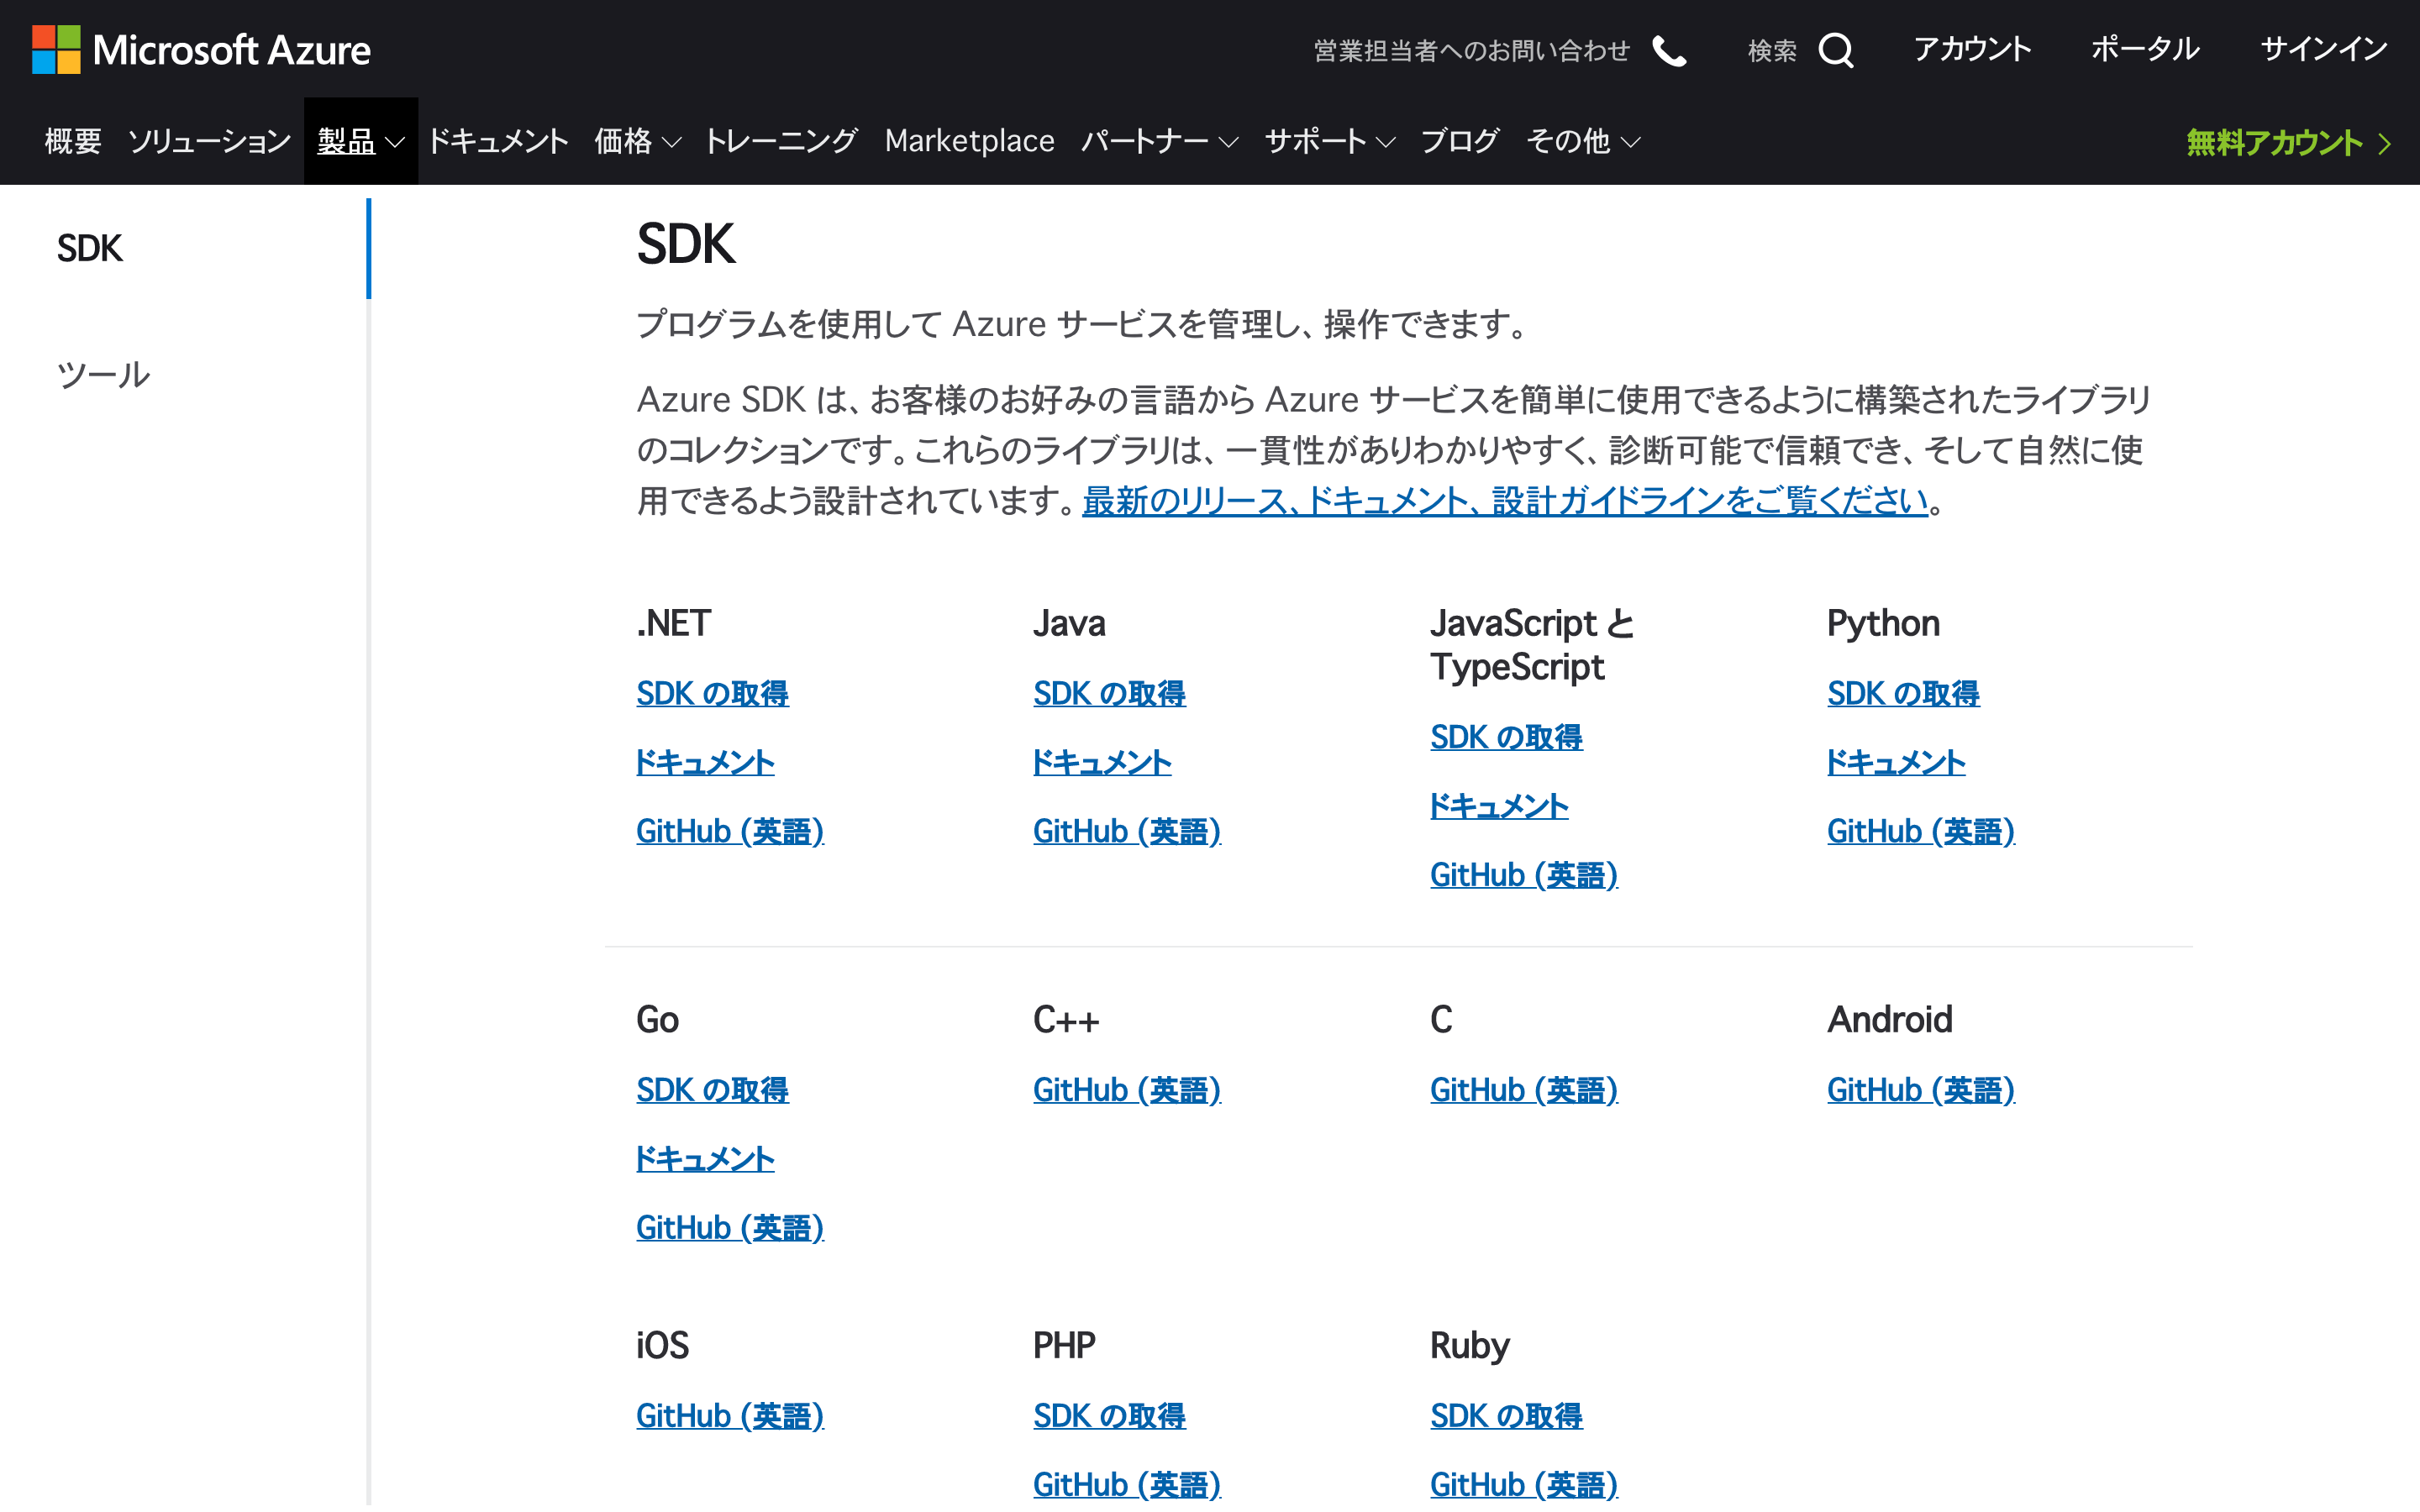 Microsoft Azure
営業担当者へのお問い合わせ
検索
アカウント
ポータル
サインイン
概要
ソリューション
製品
ドキュメント
価格
トレーニング
Marketplace
パートナー
サポート
ブログ
その他
無料アカウント
SDK
ツール
SDK
プログラムを使用して Azure サービスを管理し、操作できます。
Azure SDK は、お客様のお好みの言語から Azure サービスを簡単に使用できるように構築されたライブラリ
のコレクションです。これらのライブラリは、一貫性がありわかりやすく、診断可能で信頼でき、そして自然に使
用できるよう設計されています。最新のリリース、ドキュメント、設計ガイドラインをご覧ください。
.NET
SDK の取得
ドキュメント
GitHub (英語)
Java
SDK の取得
ドキュメント
GitHub (英語)
JavaScript と
TypeScript
SDK の取得
ドキュメント
GitHub (英語)
Python
SDK の取得
ドキュメント
GitHub (英語)
Go
SDK の取得
ドキュメント
GitHub (英語)
C++
GitHub (英語)
C
GitHub (英語)
Android
GitHub (英語)
iOS
GitHub (英語)
PHP
SDK の取得
GitHub (英語)
Ruby
SDK の取得
GitHub (英語)